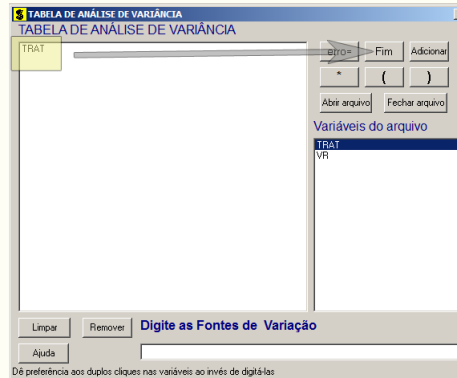 TABELA DE ANÁLISE DE VARIÂNCIA
TABELA DE ANÁLISE DE VARIÂNCIA
TRAT
erro= Fim Adicionar
* ( )
Abrir arquivo Fechar arquivo
Variáveis do arquivo
TRAT
VR
Limpar Remover Digite as Fontes de Variação
Ajuda
Dê preferência aos duplos cliques nas variáveis ao invés de digitá-las